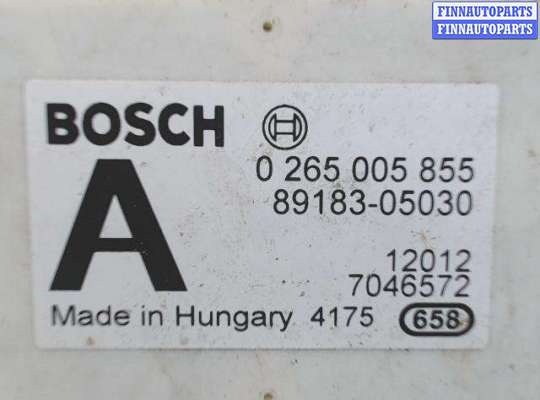 FINNAUTOPARTS
FINNAUTOPARTS
BOSCH
A
0 265 005 855
89183-05030
12012
7046572
Made in Hungary 4175 658